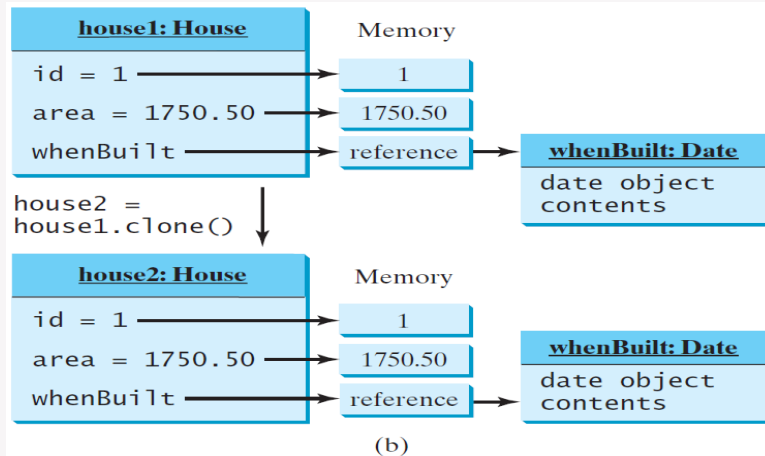 house1: House
Memory
id = 1
1
area = 1750.50
1750.50
whenBuilt
reference
whenBuilt: Date
date object
contents
house2 =
house1.clone()
house2: House
Memory
id = 1
1
area = 1750.50
1750.50
whenBuilt
reference
whenBuilt: Date
date object
contents
(b)